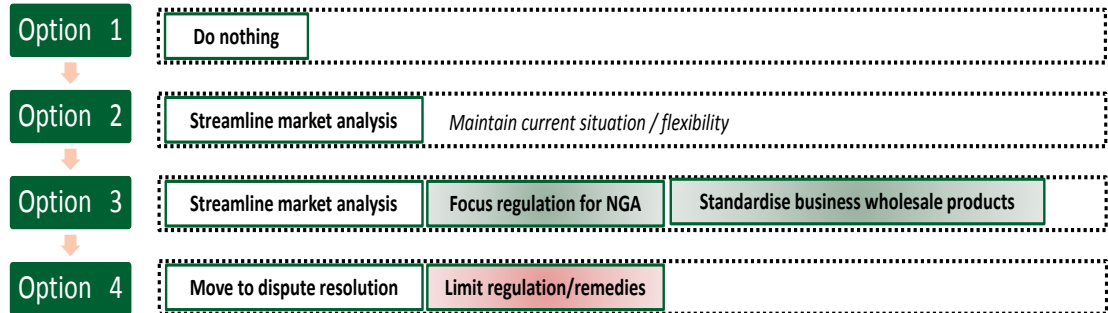 Option 1
Do nothing
Option 2
Streamline market analysis
Maintain current situation / flexibility
Option 3
Streamline market analysis
Focus regulation for NGA
Standardise business wholesale products
Option 4
Move to dispute resolution
Limit regulation/remedies